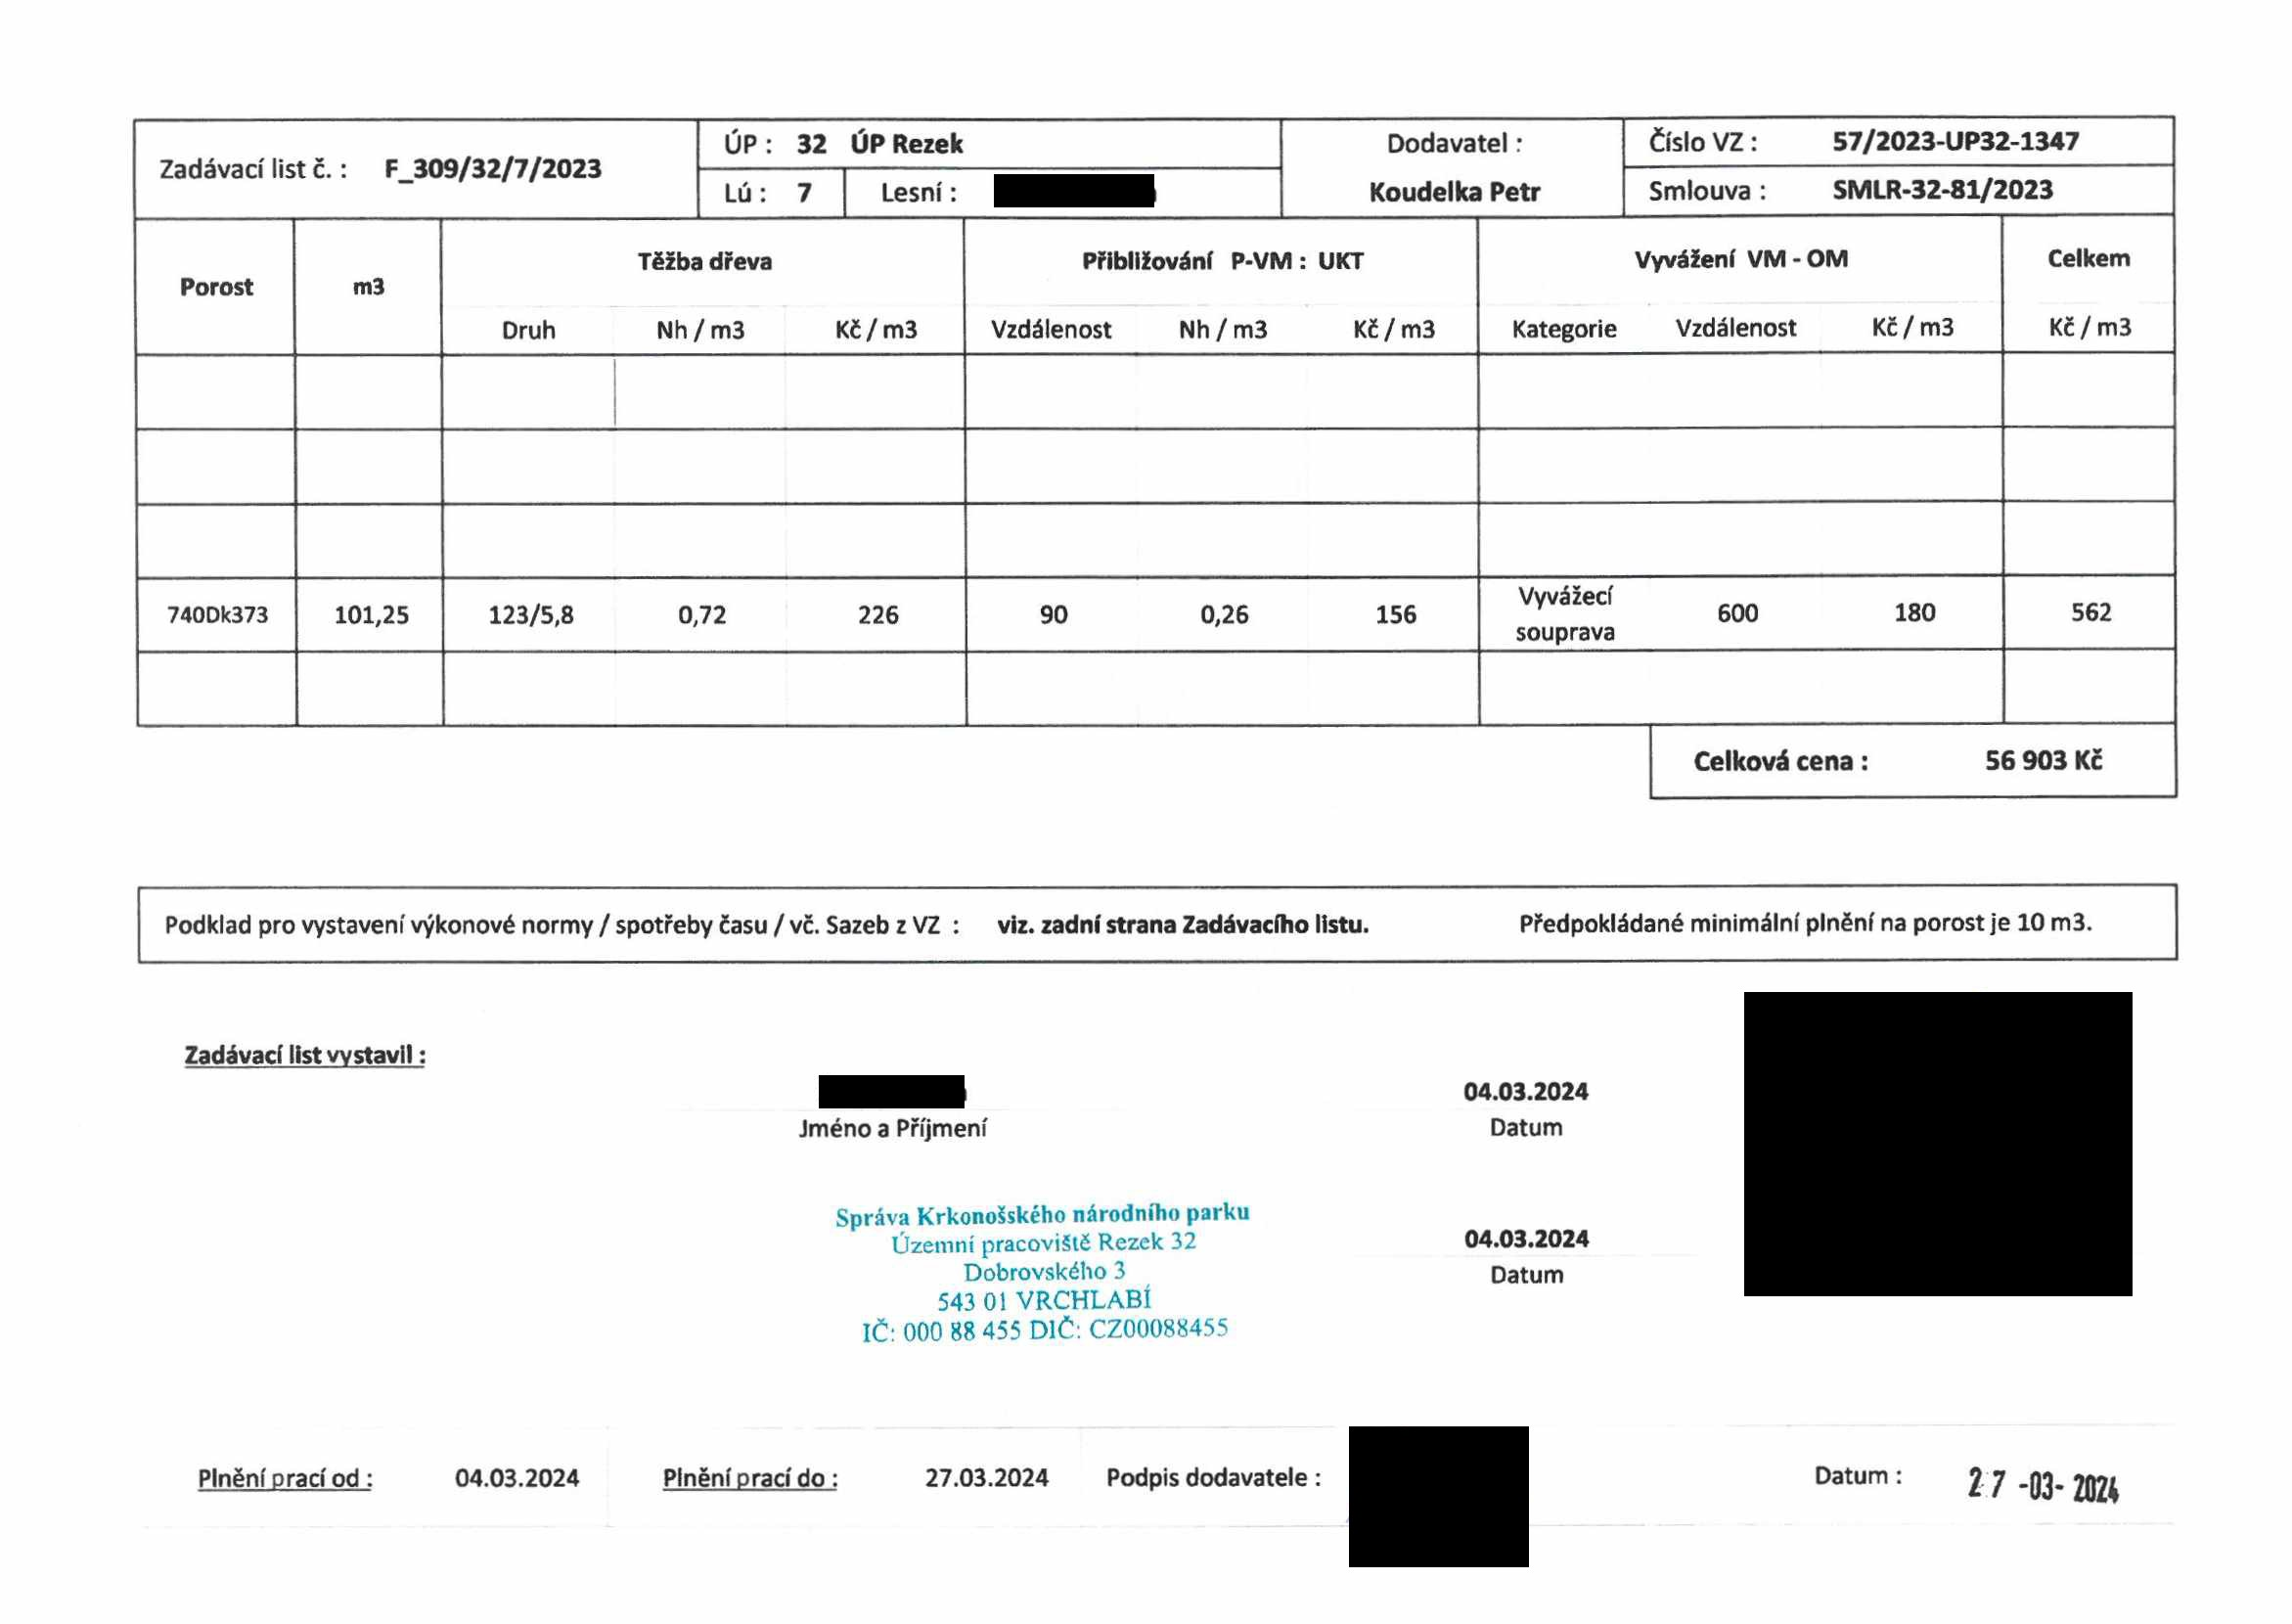 Zadávací list č. : F_309/32/7/2023
ÚP : 32 ÚP Rezek
Lú : 7 Lesní :
Dodavatel :
Koudelka Petr
Číslo VZ : 57/2023-UP32-1347
Smlouva : SMLR-32-81/2023
Porost m3 Těžba dřeva Přibližování P-VM : UKT Vyvážení VM - OM Celkem
Druh Nh / m3 Kč / m3 Vzdálenost Nh / m3 Kč / m3 Kategorie Vzdálenost Kč / m3 Kč / m3
740Dk373 101,25 123/5,8 0,72 226 90 0,26 156 Vyvážecí souprava 600 180 562
Celková cena : 56 903 Kč
Podklad pro vystavení výkonové normy / spotřeby času / vč. Sazeb z VZ : viz. zadní strana Zadávacího listu. Předpokládané minimální plnění na porost je 10 m3.
Zadávací list vystavil :
04.03.2024
Jméno a Příjmení Datum
Správa Krkonošského národního parku
Územní pracoviště Rezek 32
Dobrovského 3
543 01 VRCHLABÍ
IČ: 000 88 455 DIČ: CZ00088455
04.03.2024
Datum
Plnění prací od : 04.03.2024 Plnění prací do : 27.03.2024 Podpis dodavatele : Datum : 27 -03- 2024